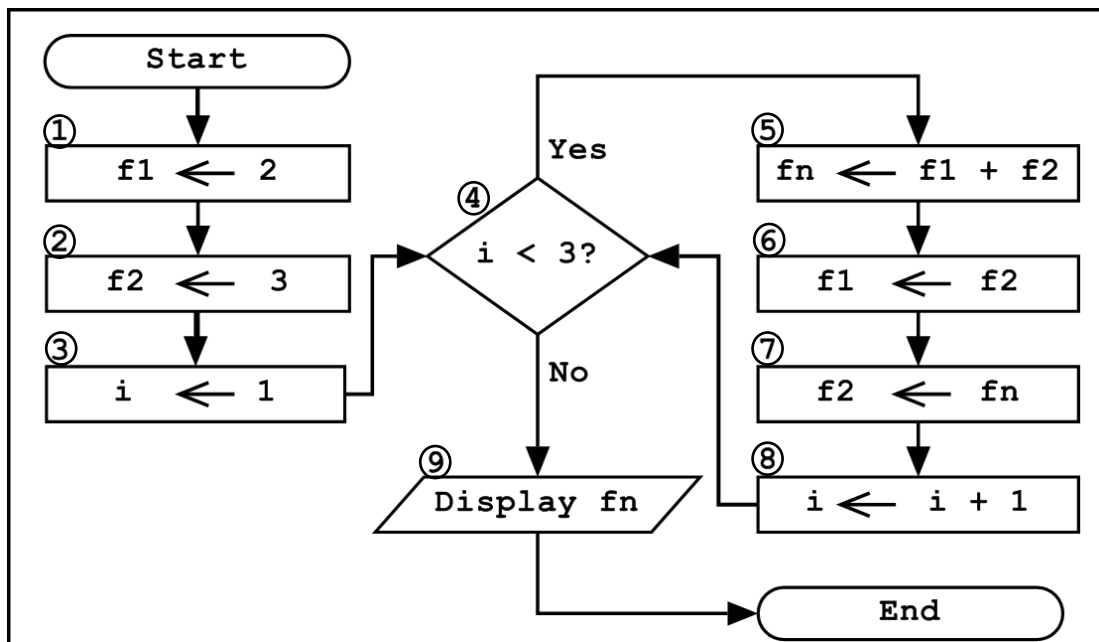 Start
①
f1 ← 2
②
f2 ← 3
③
i ← 1
④
i < 3?
Yes
No
⑤
fn ← f1 + f2
⑥
f1 ← f2
⑦
f2 ← fn
⑧
i ← i + 1
⑨
Display fn
End